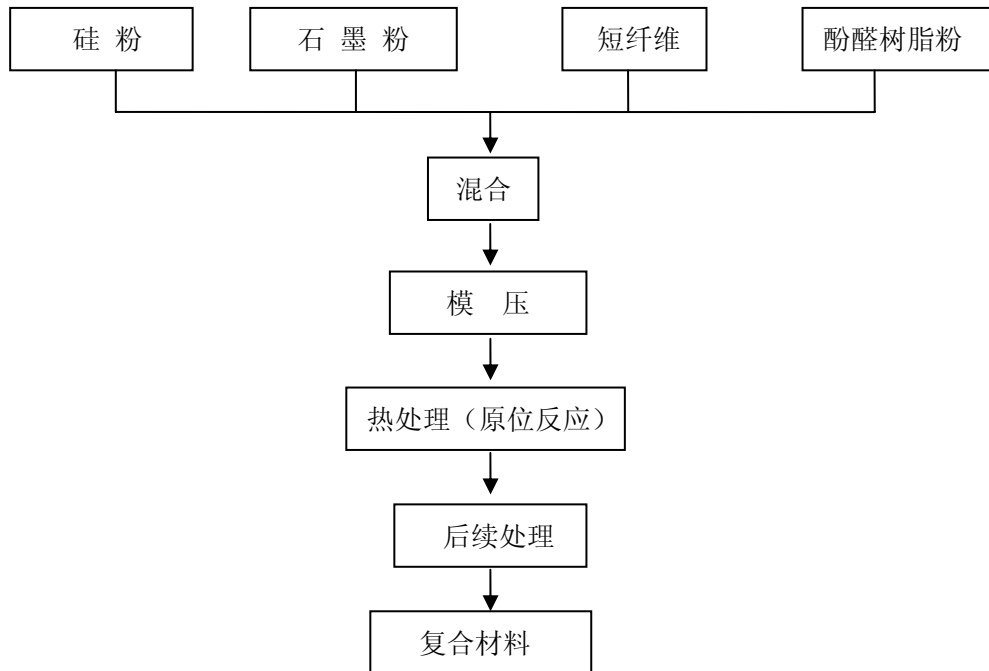 硅 粉
石 墨 粉
短纤维
酚醛树脂粉
混合
模 压
热处理（原位反应）
后续处理
复合材料